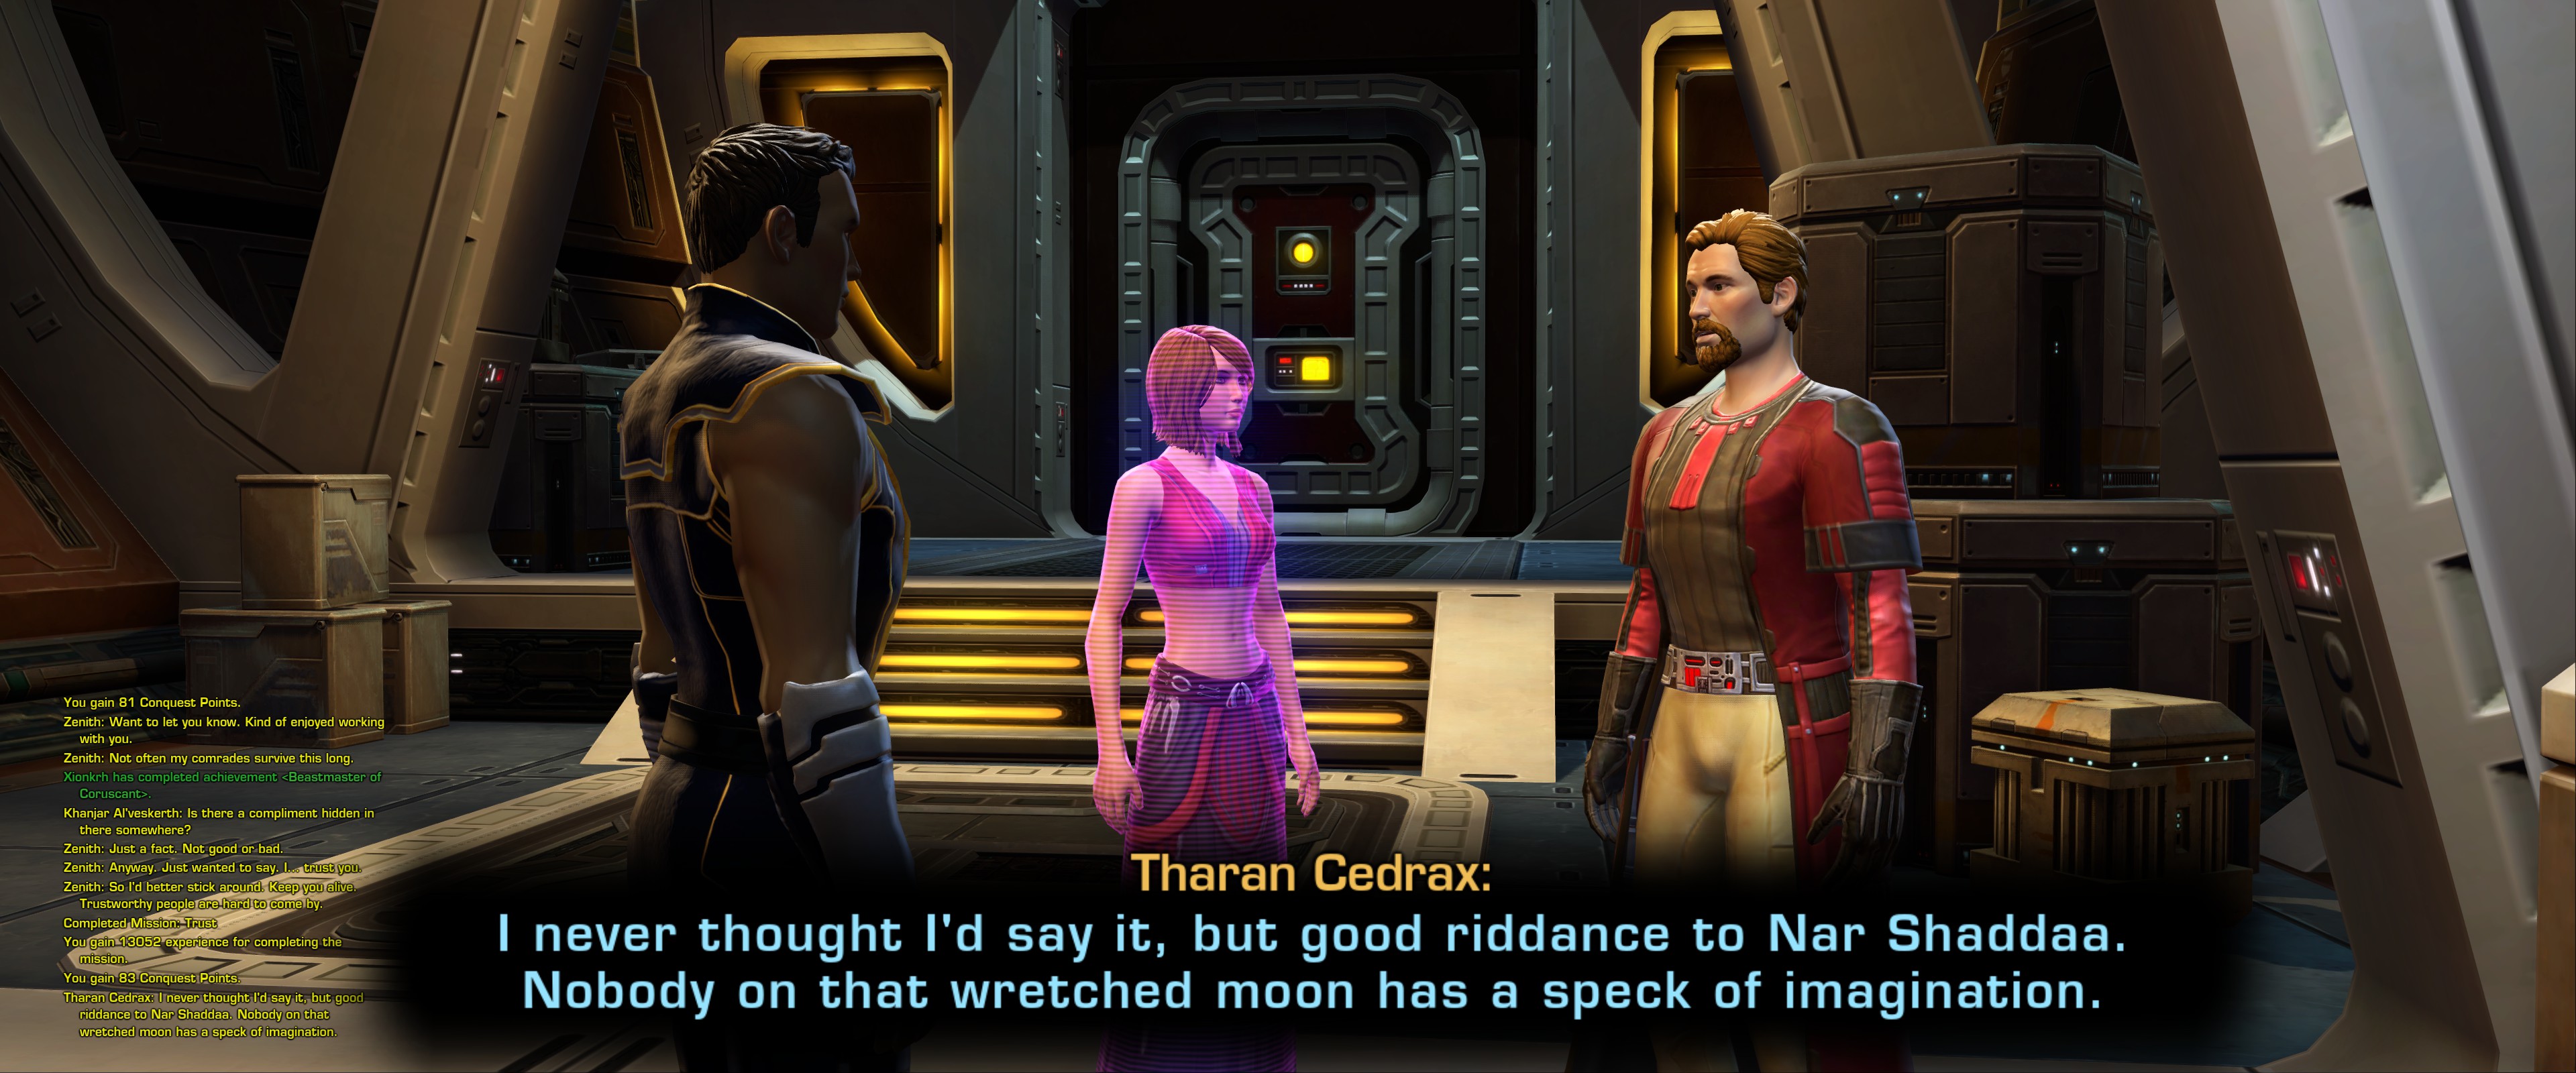 You gain 81 Conquest Points.
Zenith: Want to let you know. Kind of enjoyed working
with you.
Zenith: Not often my comrades survive this long.
Xionkrh has completed achievement <Beastmaster of
Coruscant>.
Khanjar Al'veskerth: Is there a compliment hidden in
there somewhere?
Zenith: Just a fact. Not good or bad.
Zenith: Anyway. Just wanted to say. I... trust you.
Zenith: So I'd better stick around. Keep you alive.
Trustworthy people are hard to come by.
Completed Mission: Trust
You gain 13052 experience for completing the
mission.
You gain 83 Conquest Points.
Tharan Cedrax: I never thought I'd say it, but good
riddance to Nar Shaddaa. Nobody on that
wretched moon has a speck of imagination.
Tharan Cedrax:
I never thought I'd say it, but good riddance to Nar Shaddaa.
Nobody on that wretched moon has a speck of imagination.